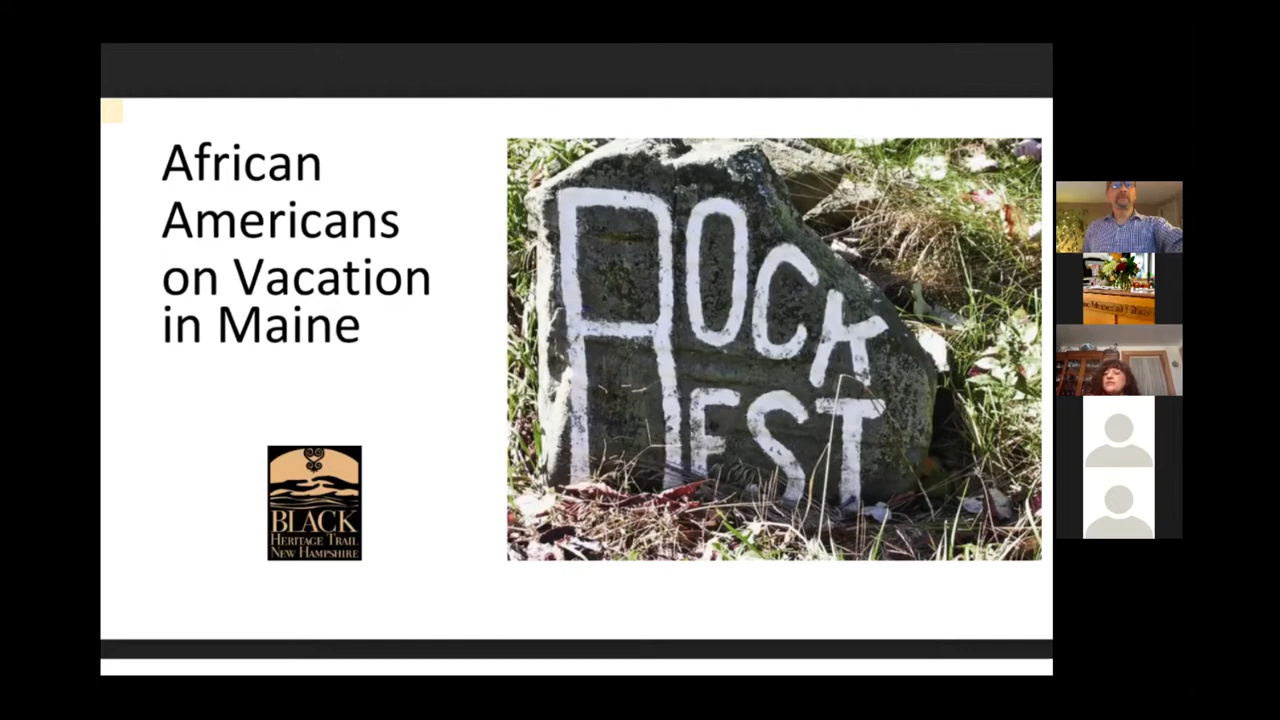 African
Americans
on Vacation
in Maine
ROCK
REST
BLACK
HERITAGE TRAIL
NEW HAMPSHIRE